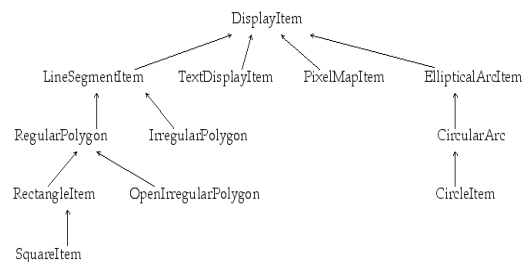 DisplayItem
LineSegmentItem TextDisplayItem PixelMapItem EllipticalArcItem
RegularPolygon IrregularPolygon CircularArc
RectangleItem OpenIrregularPolygon CircleItem
SquareItem